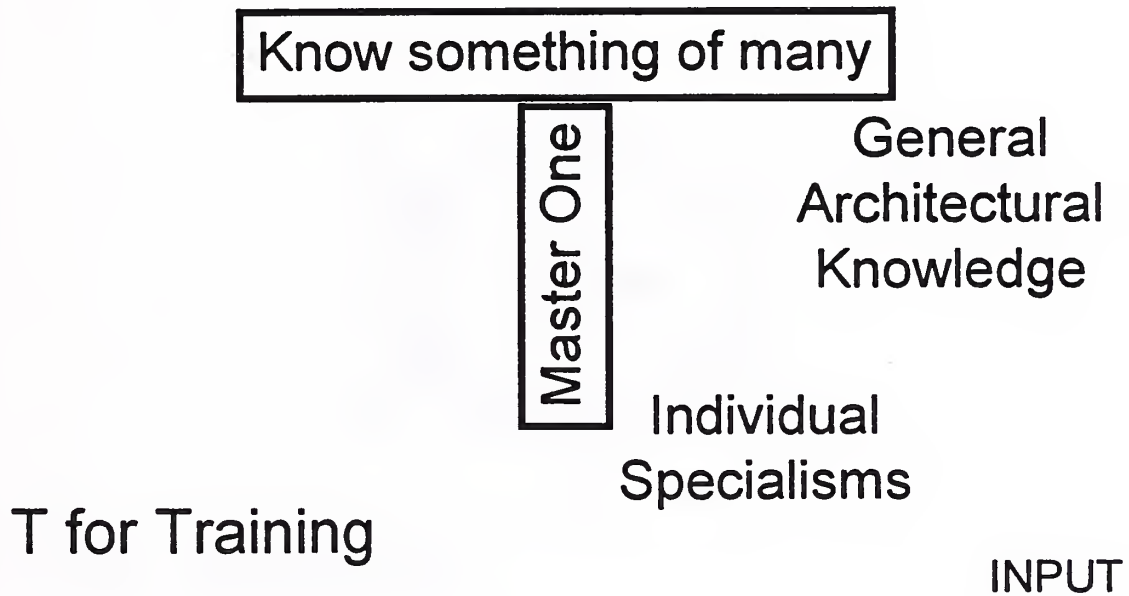 Know something of many
Master One
General
Architectural
Knowledge
Individual
Specialisms
T for Training
INPUT